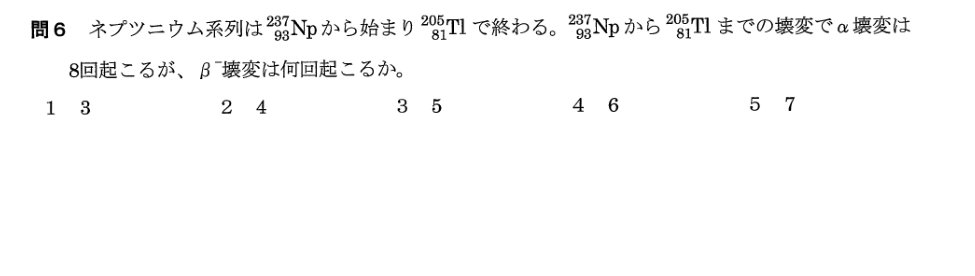 問6 ネプツニウム系列は ²³⁷₉₃Np から始まり ²⁰⁵₈₁Tl で終わる。²³⁷₉₃Np から ²⁰⁵₈₁Tl までの壊変でα壊変は
8回起こるが、β⁻壊変は何回起こるか。
1 3 2 4 3 5 4 6 5 7